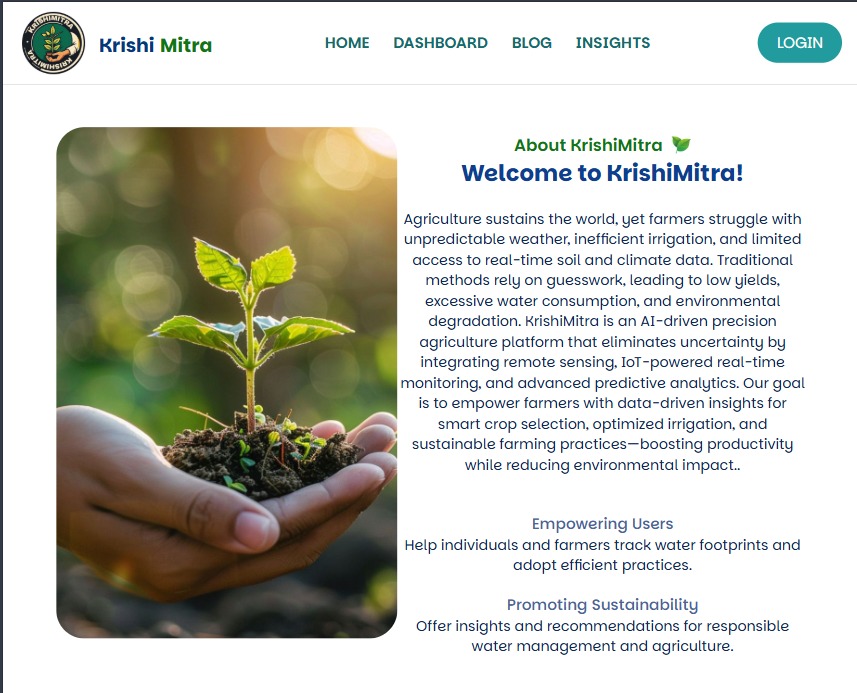 KRISHIMITRA
KRISHIMITRA
Krishi Mitra
HOME
DASHBOARD
BLOG
INSIGHTS
LOGIN
About KrishiMitra
Welcome to KrishiMitra!
Agriculture sustains the world, yet farmers struggle with
unpredictable weather, inefficient irrigation, and limited
access to real-time soil and climate data. Traditional
methods rely on guesswork, leading to low yields,
excessive water consumption, and environmental
degradation. KrishiMitra is an AI-driven precision
agriculture platform that eliminates uncertainty by
integrating remote sensing, IoT-powered real-time
monitoring, and advanced predictive analytics. Our goal
is to empower farmers with data-driven insights for
smart crop selection, optimized irrigation, and
sustainable farming practices—boosting productivity
while reducing environmental impact..
Empowering Users
Help individuals and farmers track water footprints and
adopt efficient practices.
Promoting Sustainability
Offer insights and recommendations for responsible
water management and agriculture.